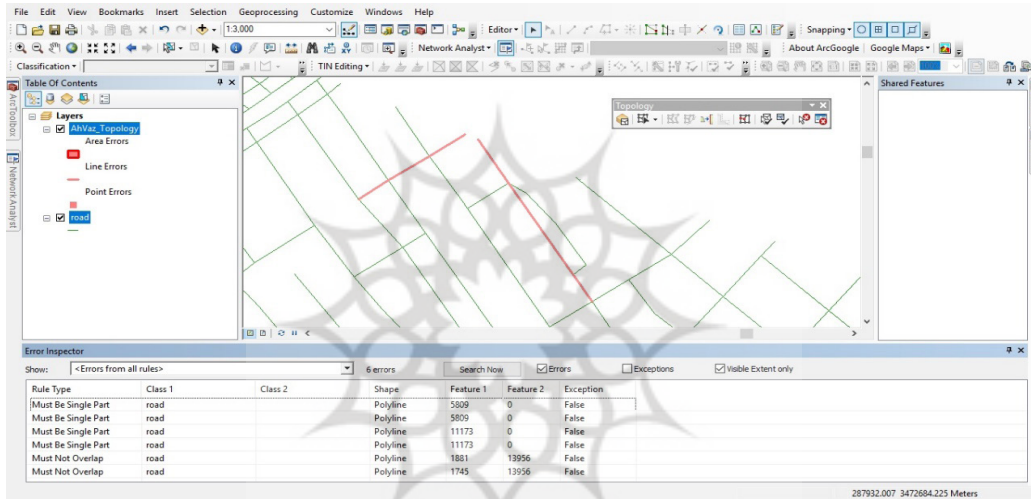 File Edit View Bookmarks Insert Selection Geoprocessing Customize Windows Help
1:3,000 Editor Snapping
Network Analyst About ArcGoogle Google Maps
Classification TIN Editing
Table Of Contents
Shared Features
ArcToolbox
Network Analyst
Layers
AhVaz_Topology
Area Errors
Line Errors
Point Errors
road
Topology
Error Inspector
Show: <Errors from all rules> 6 errors Search Now Errors Exceptions Visible Extent only
Rule Type Class 1 Class 2 Shape Feature 1 Feature 2 Exception
Must Be Single Part road Polyline 5809 0 False
Must Be Single Part road Polyline 5809 0 False
Must Be Single Part road Polyline 11173 0 False
Must Be Single Part road Polyline 11173 0 False
Must Not Overlap road Polyline 1881 13956 False
Must Not Overlap road Polyline 1745 13956 False
287932.007 3472684.225 Meters